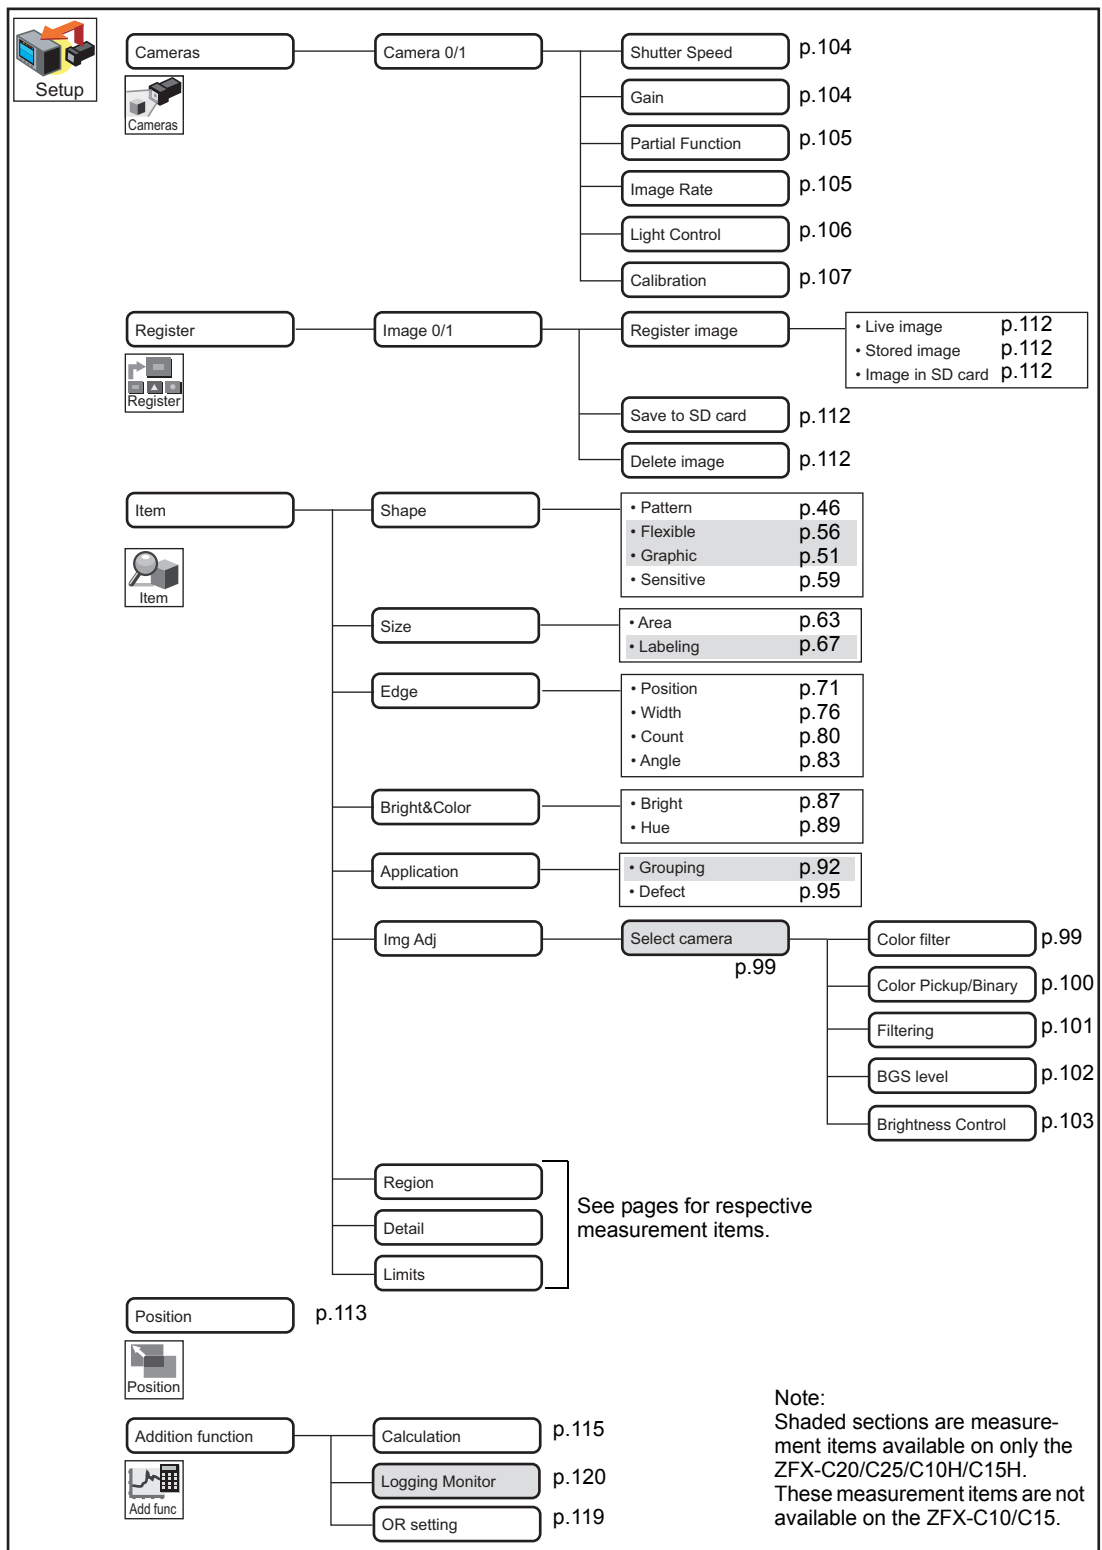 Setup
Cameras
Camera 0/1
Shutter Speed p.104
Cameras
Gain p.104
Partial Function p.105
Image Rate p.105
Light Control p.106
Calibration p.107
Register
Image 0/1
Register image
• Live image p.112
• Stored image p.112
• Image in SD card p.112
Register
Save to SD card p.112
Delete image p.112
Item
Shape
• Pattern p.46
• Flexible p.56
• Graphic p.51
• Sensitive p.59
Item
Size
• Area p.63
• Labeling p.67
Edge
• Position p.71
• Width p.76
• Count p.80
• Angle p.83
Bright&Color
• Bright p.87
• Hue p.89
Application
• Grouping p.92
• Defect p.95
Img Adj
Select camera
p.99
Color filter p.99
Color Pickup/Binary p.100
Filtering p.101
BGS level p.102
Brightness Control p.103
Region
Detail
Limits
See pages for respective
measurement items.
Position p.113
Position
Addition function
Calculation p.115
Add func
Logging Monitor p.120
OR setting p.119
Note:
Shaded sections are measure-
ment items available on only the
ZFX-C20/C25/C10H/C15H.
These measurement items are not
available on the ZFX-C10/C15.